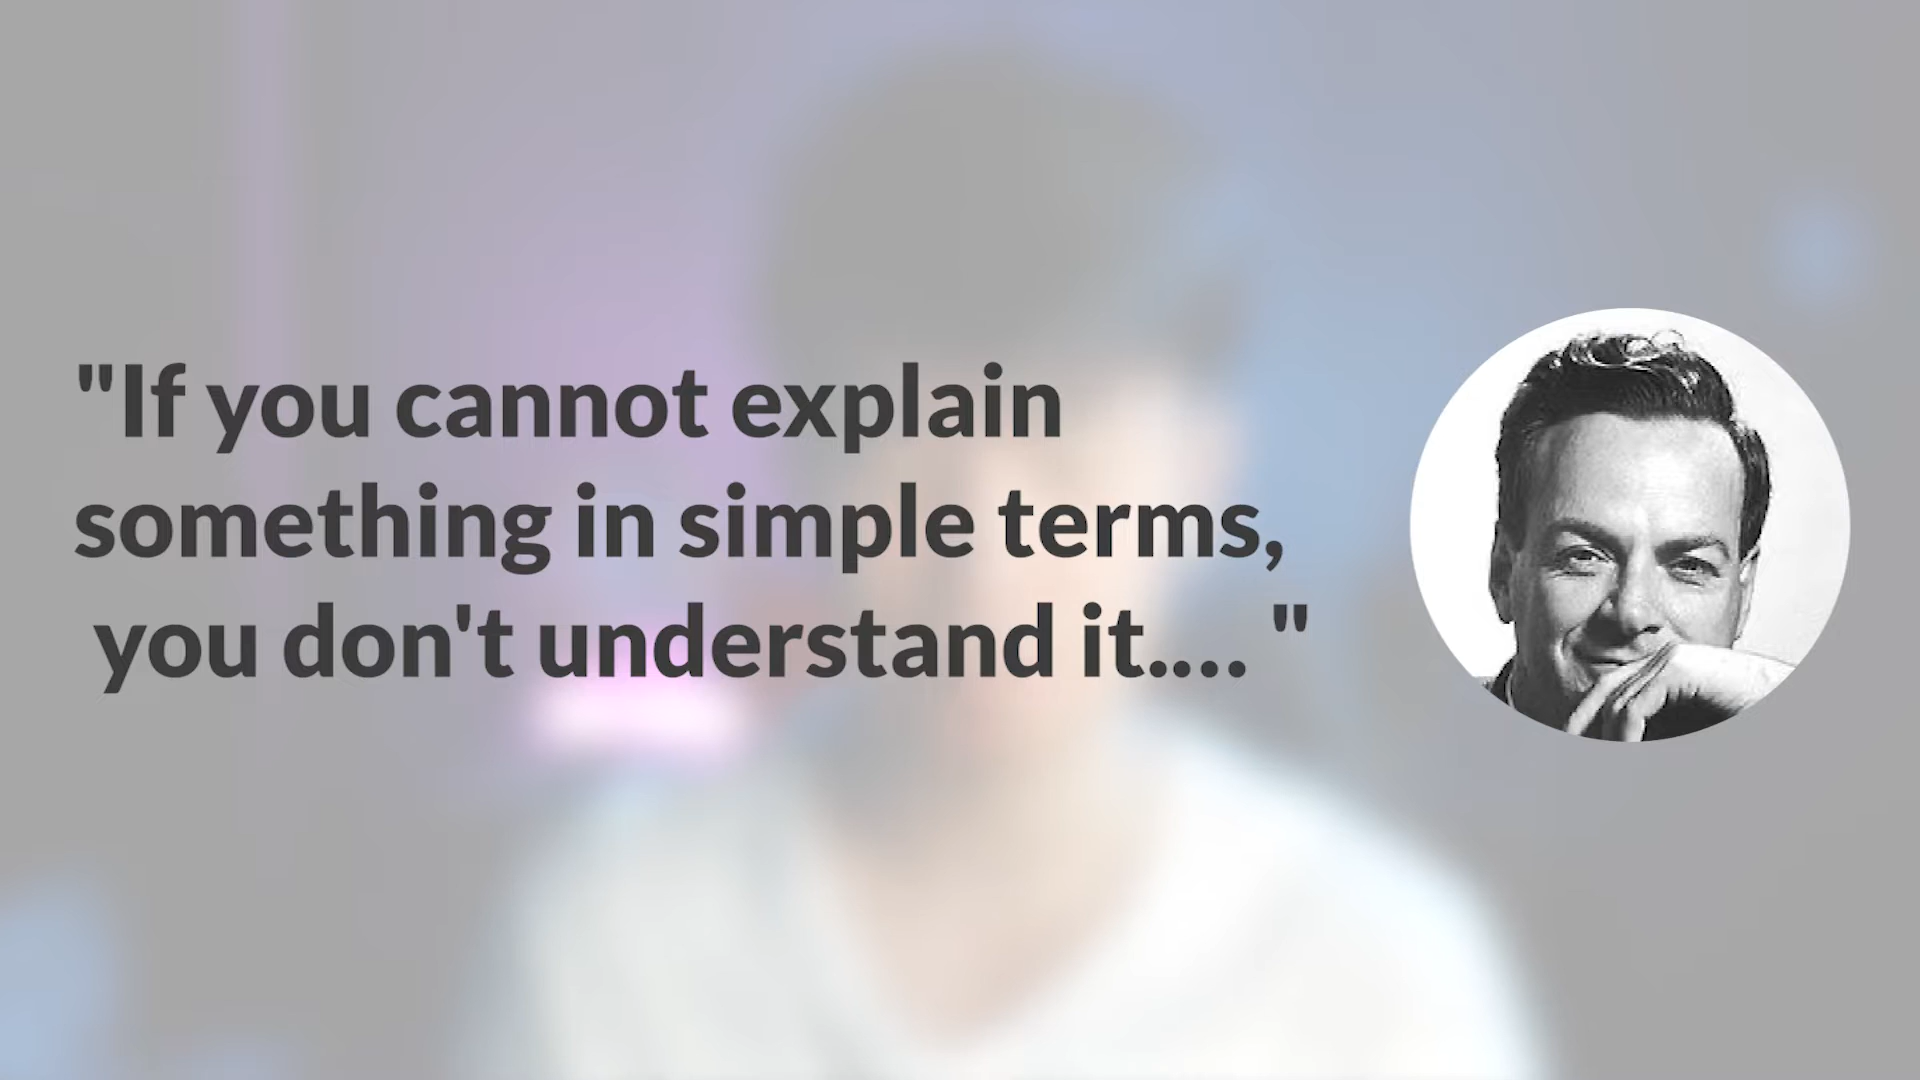 "If you cannot explain
something in simple terms,
you don't understand it.... "